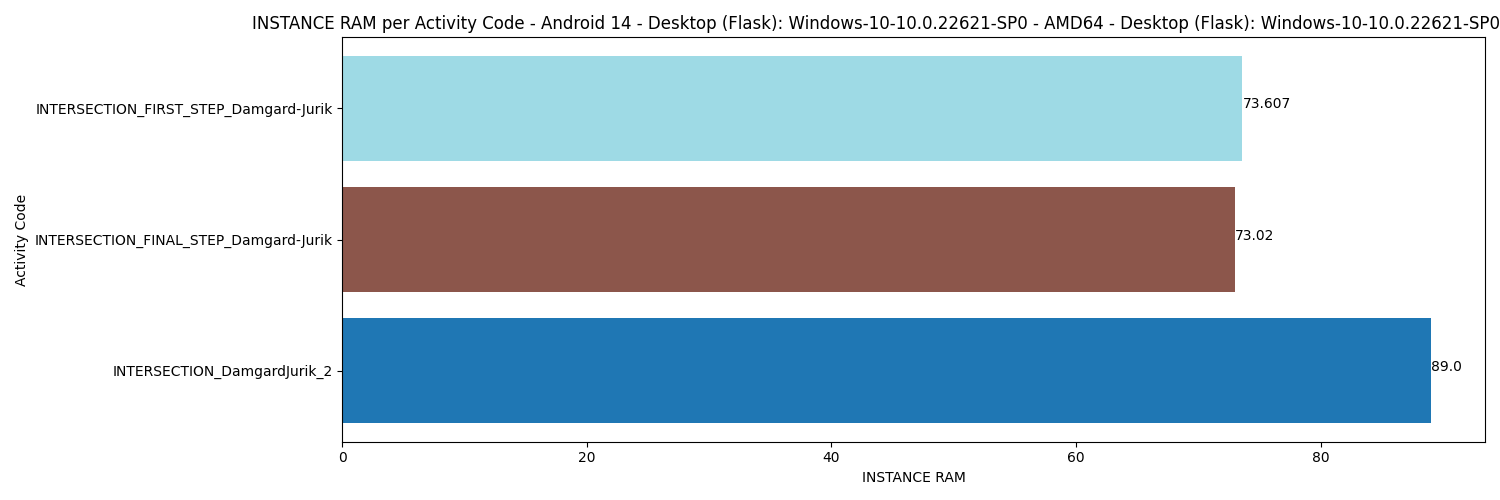 INSTANCE RAM per Activity Code - Android 14 - Desktop (Flask): Windows-10-10.0.22621-SP0 - AMD64 - Desktop (Flask): Windows-10-10.0.22621-SP0
INTERSECTION_FIRST_STEP_Damgard-Jurik
73.607
INTERSECTION_FINAL_STEP_Damgard-Jurik
73.02
INTERSECTION_DamgardJurik_2
89.0
Activity Code
0 20 40 60 80
INSTANCE RAM